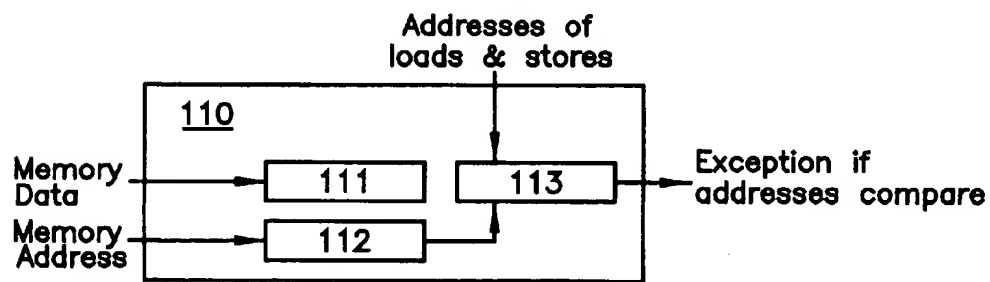 Addresses of
loads & stores
110
Memory
Data
111
113
Exception if
addresses compare
Memory
Address
112